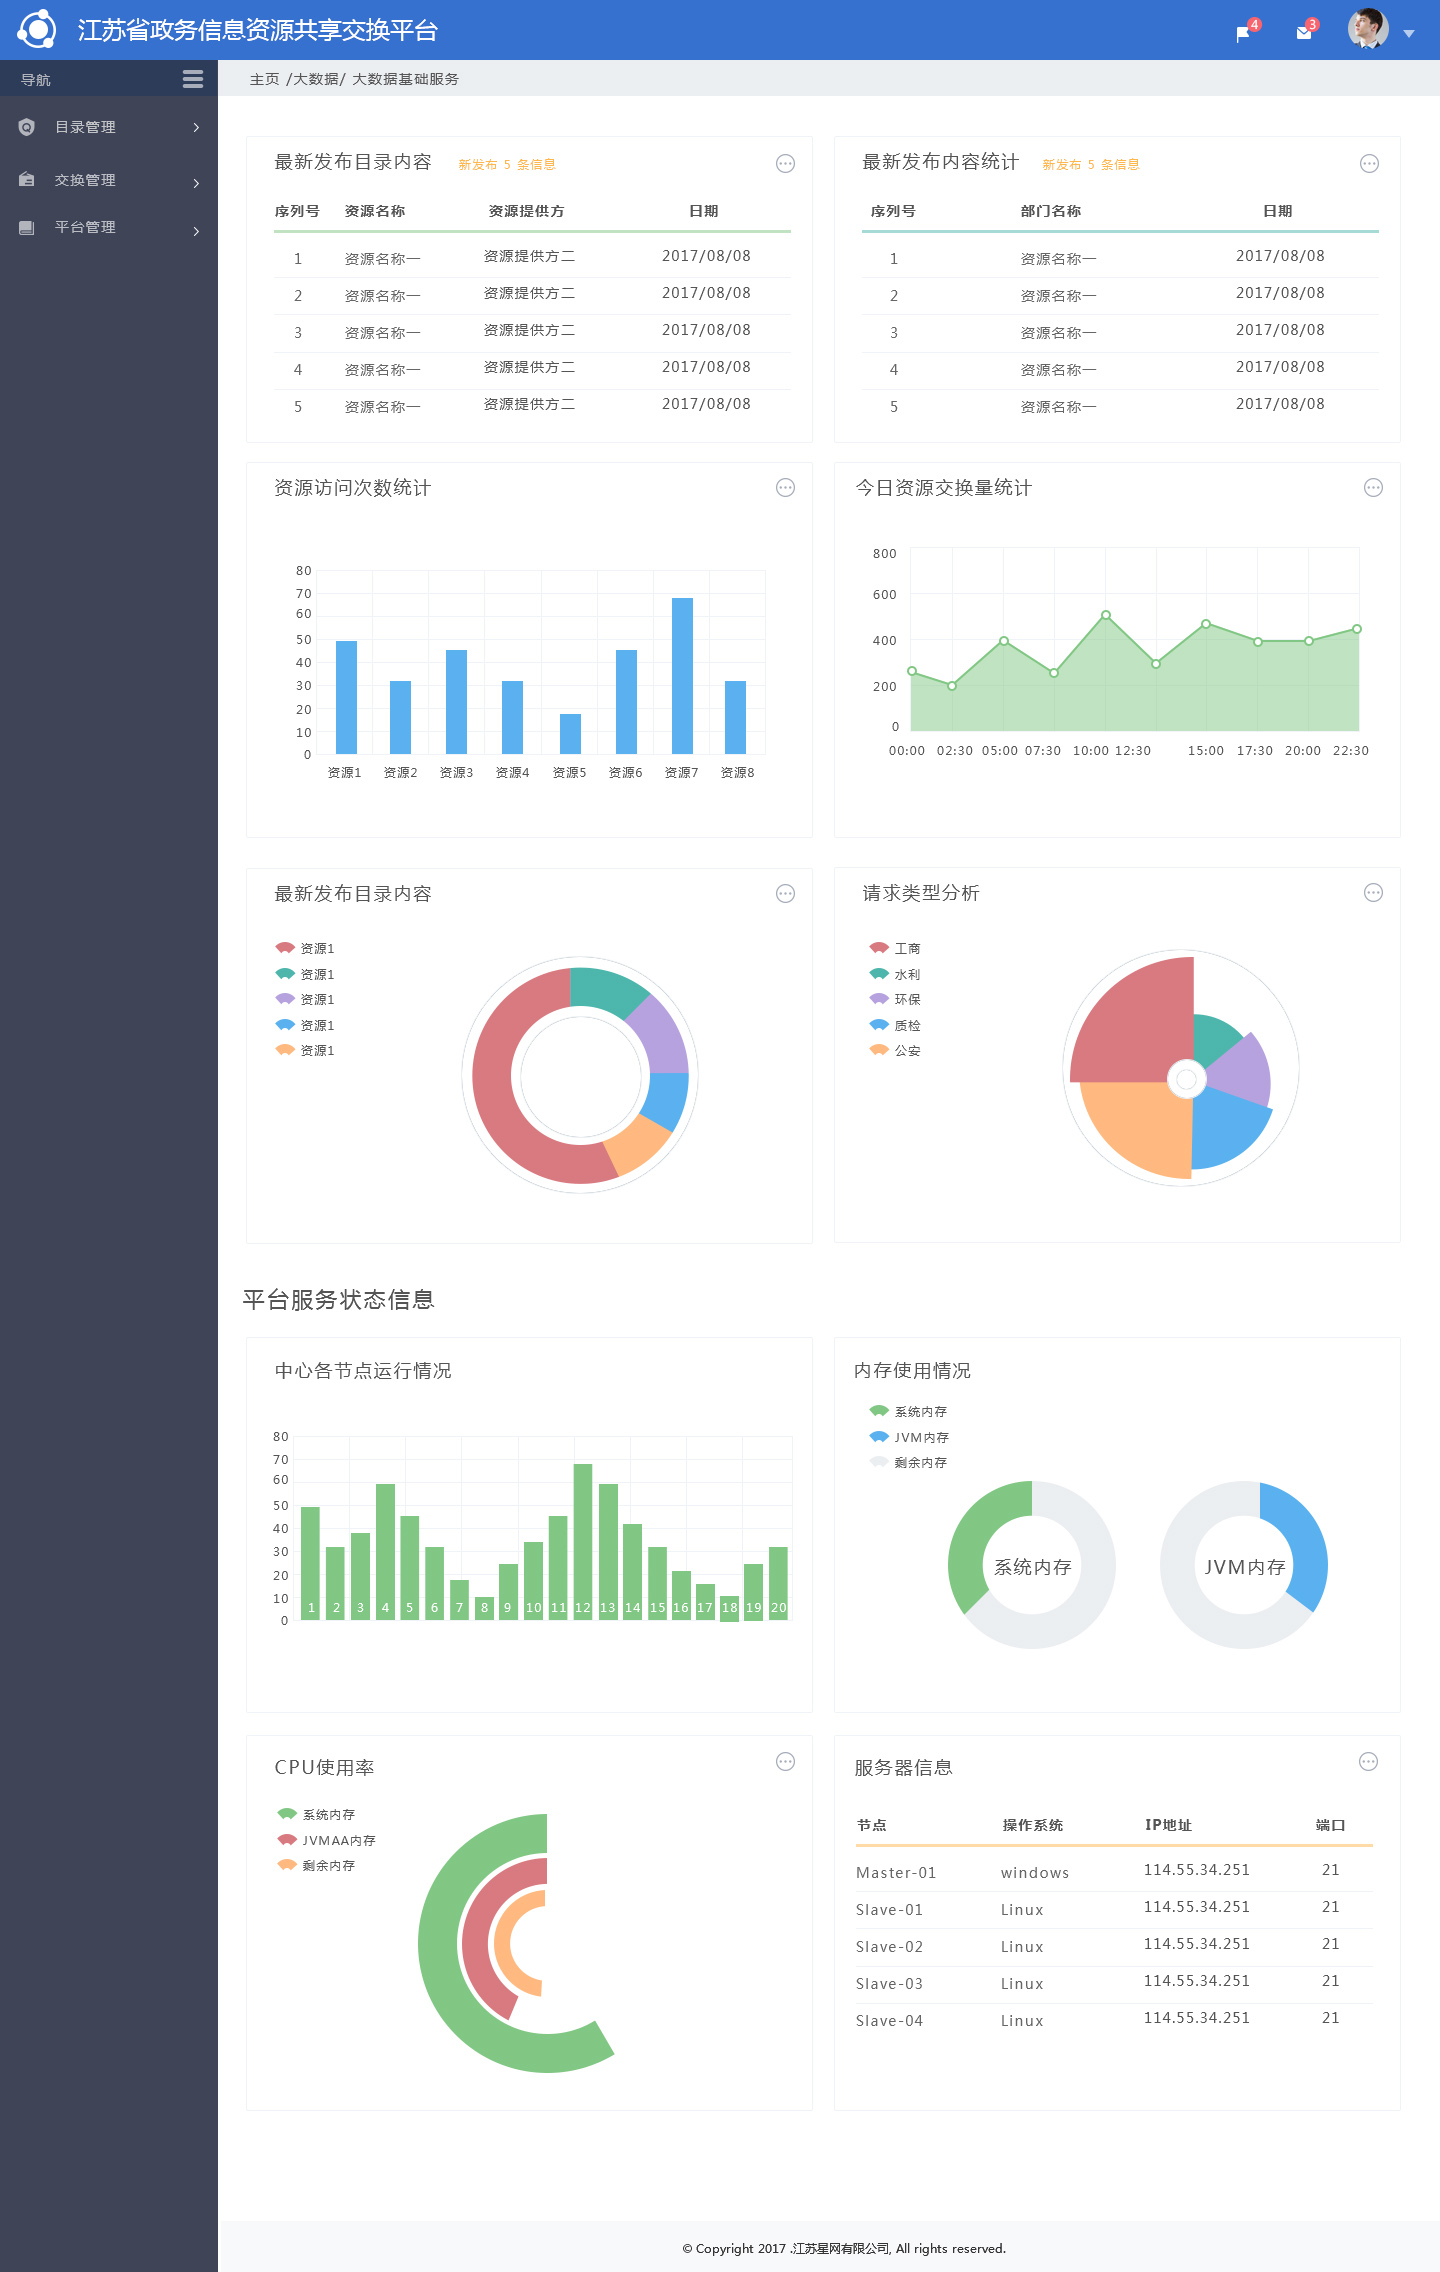 江苏省政务信息资源共享交换平台
4
3
导航
主页 /大数据/ 大数据基础服务
目录管理
交换管理
平台管理
最新发布目录内容 新发布 5 条信息
序列号 资源名称 资源提供方 日期
1 资源名称一 资源提供方二 2017/08/08
2 资源名称一 资源提供方二 2017/08/08
3 资源名称一 资源提供方二 2017/08/08
4 资源名称一 资源提供方二 2017/08/08
5 资源名称一 资源提供方二 2017/08/08
最新发布内容统计 新发布 5 条信息
序列号 部门名称 日期
1 资源名称一 2017/08/08
2 资源名称一 2017/08/08
3 资源名称一 2017/08/08
4 资源名称一 2017/08/08
5 资源名称一 2017/08/08
资源访问次数统计
80
70
60
50
40
30
20
10
0
资源1 资源2 资源3 资源4 资源5 资源6 资源7 资源8
今日资源交换量统计
800
600
400
200
0
00:00 02:30 05:00 07:30 10:00 12:30 15:00 17:30 20:00 22:30
最新发布目录内容
资源1
资源1
资源1
资源1
资源1
请求类型分析
工商
水利
环保
质检
公安
平台服务状态信息
中心各节点运行情况
80
70
60
50
40
30
20
10
0
1 2 3 4 5 6 7 8 9 10 11 12 13 14 15 16 17 18 19 20
内存使用情况
系统内存
JVM内存
剩余内存
系统内存
JVM内存
CPU使用率
系统内存
JVMAA内存
剩余内存
服务器信息
节点 操作系统 IP地址 端口
Master-01 windows 114.55.34.251 21
Slave-01 Linux 114.55.34.251 21
Slave-02 Linux 114.55.34.251 21
Slave-03 Linux 114.55.34.251 21
Slave-04 Linux 114.55.34.251 21
© Copyright 2017 .江苏星网有限公司, All rights reserved.